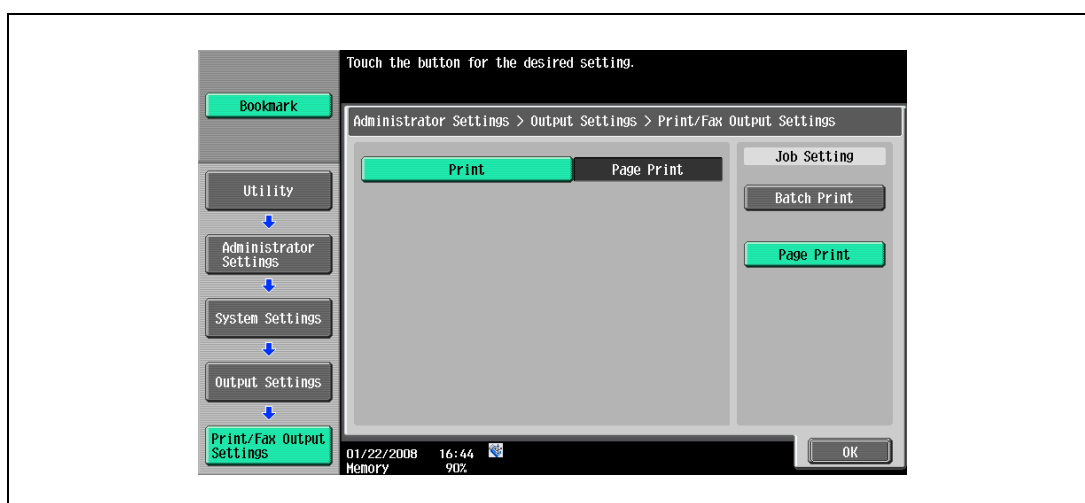 Touch the button for the desired setting.
Bookmark
Administrator Settings > Output Settings > Print/Fax Output Settings
Print
Page Print
Job Setting
Batch Print
Page Print
Utility
Administrator
Settings
System Settings
Output Settings
Print/Fax Output
Settings
01/22/2008 16:44
Memory 90%
OK